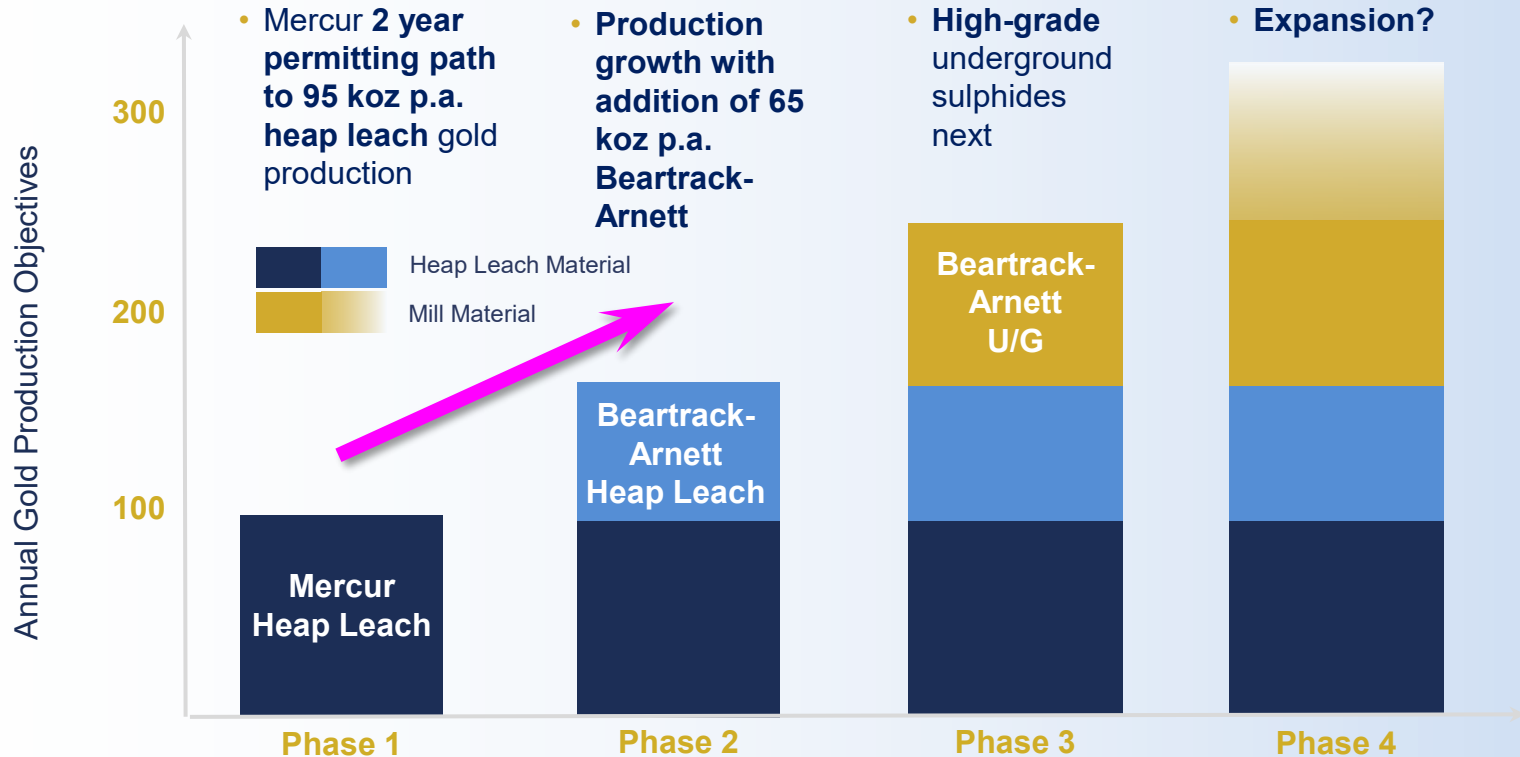 • Mercur 2 year
permitting path
to 95 koz p.a.
heap leach gold
production
• Production
growth with
addition of 65
koz p.a.
Beartrack-
Arnett
• High-grade
underground
sulphides
next
• Expansion?
Annual Gold Production Objectives
300
200
100
Heap Leach Material
Mill Material
Mercur
Heap Leach
Beartrack-
Arnett
Heap Leach
Beartrack-
Arnett
U/G
Phase 1
Phase 2
Phase 3
Phase 4